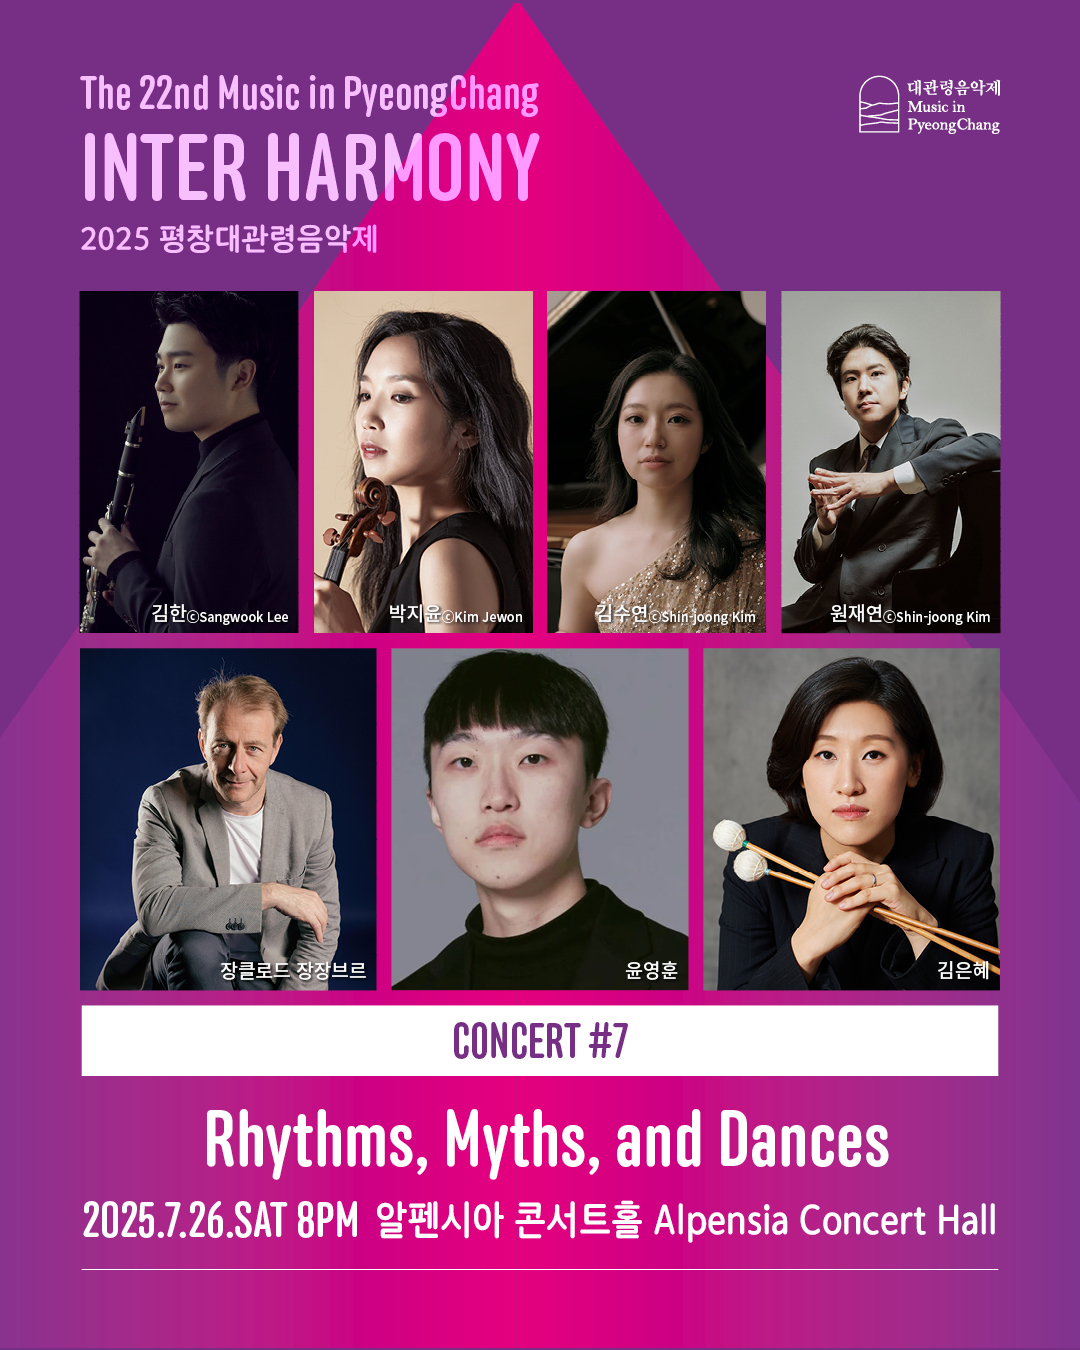 The 22nd Music in PyeongChang
INTER HARMONY
2025 평창대관령음악제
대관령음악제
Music in
PyeongChang
김한ⓒSangwook Lee
박지윤ⓒKim Jewon
김수연ⓒShin-joong Kim
원재연ⓒShin-joong Kim
장클로드 장장브르
윤영훈
김은혜
CONCERT #7
Rhythms, Myths, and Dances
2025.7.26.SAT 8PM 알펜시아 콘서트홀 Alpensia Concert Hall